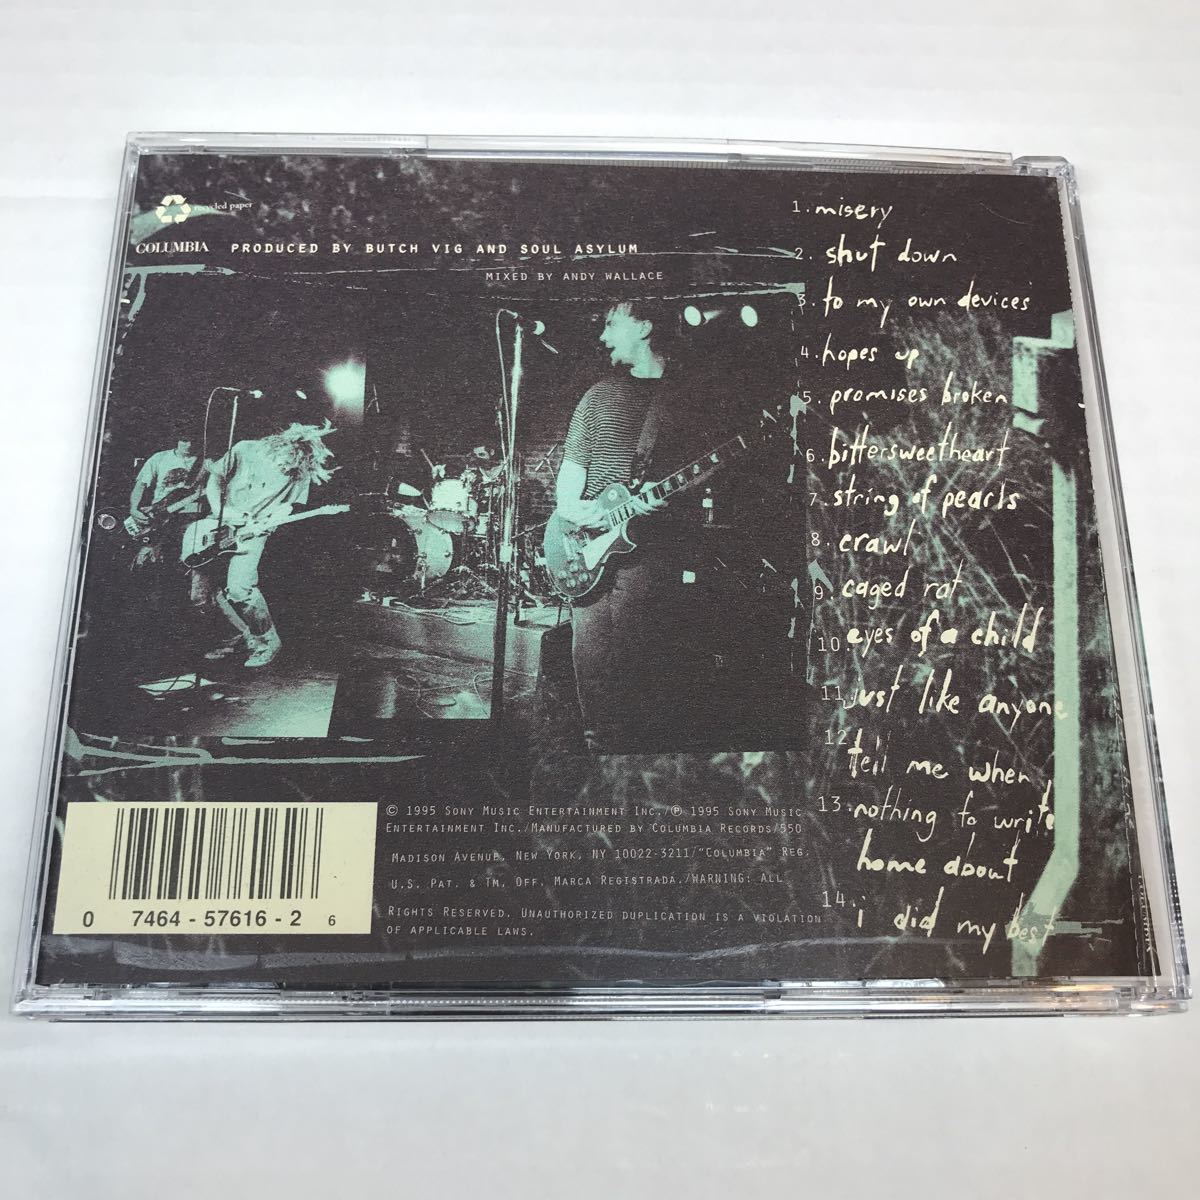 recycled paper
COLUMBIA PRODUCED BY BUTCH VIG AND SOUL ASYLUM
MIXED BY ANDY WALLACE
1. misery
2. shut down
3. to my own devices
4. hopes up
5. promises broken
6. bittersweetheart
7. string of pearls
8. crawl
9. caged rat
10. eyes of a child
11. just like anyone
12. tell me when
13. nothing to write
home about
14. i did my best
© 1995 SONY MUSIC ENTERTAINMENT INC./℗ 1995 SONY MUSIC
ENTERTAINMENT INC./MANUFACTURED BY COLUMBIA RECORDS/550
MADISON AVENUE, NEW YORK, NY 10022-3211/"COLUMBIA" REG.
U.S. PAT. & TM. OFF. MARCA REGISTRADA./WARNING: ALL
RIGHTS RESERVED. UNAUTHORIZED DUPLICATION IS A VIOLATION
OF APPLICABLE LAWS.
0 7464-57616-2 6